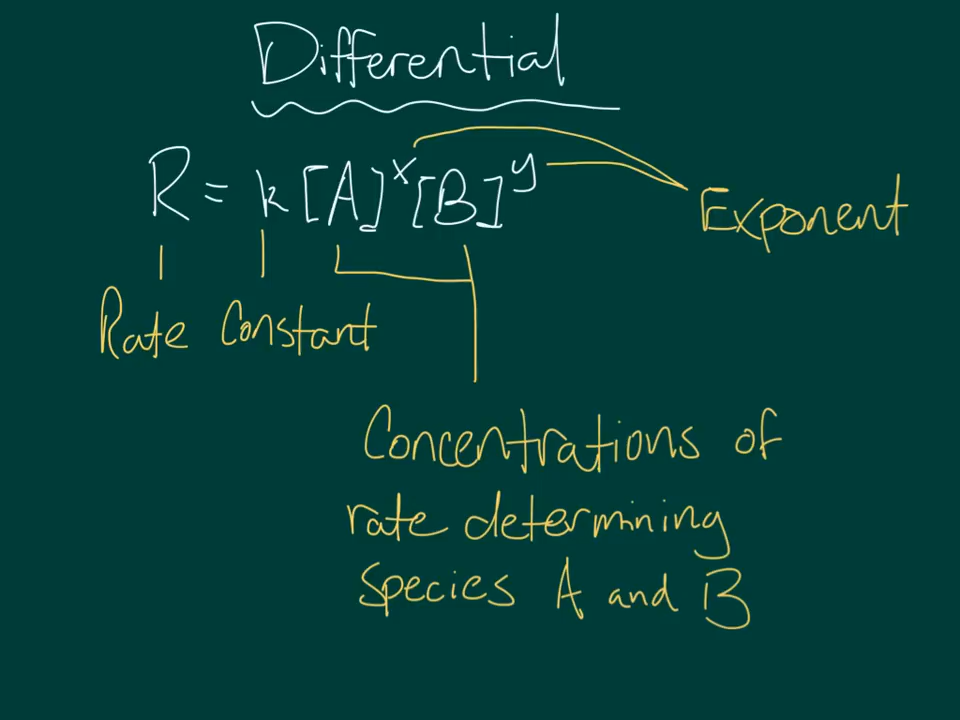 Differential
R = k[A]ˣ[B]ʸ
Exponent
Rate Constant
Concentrations of
rate determining
species A and B